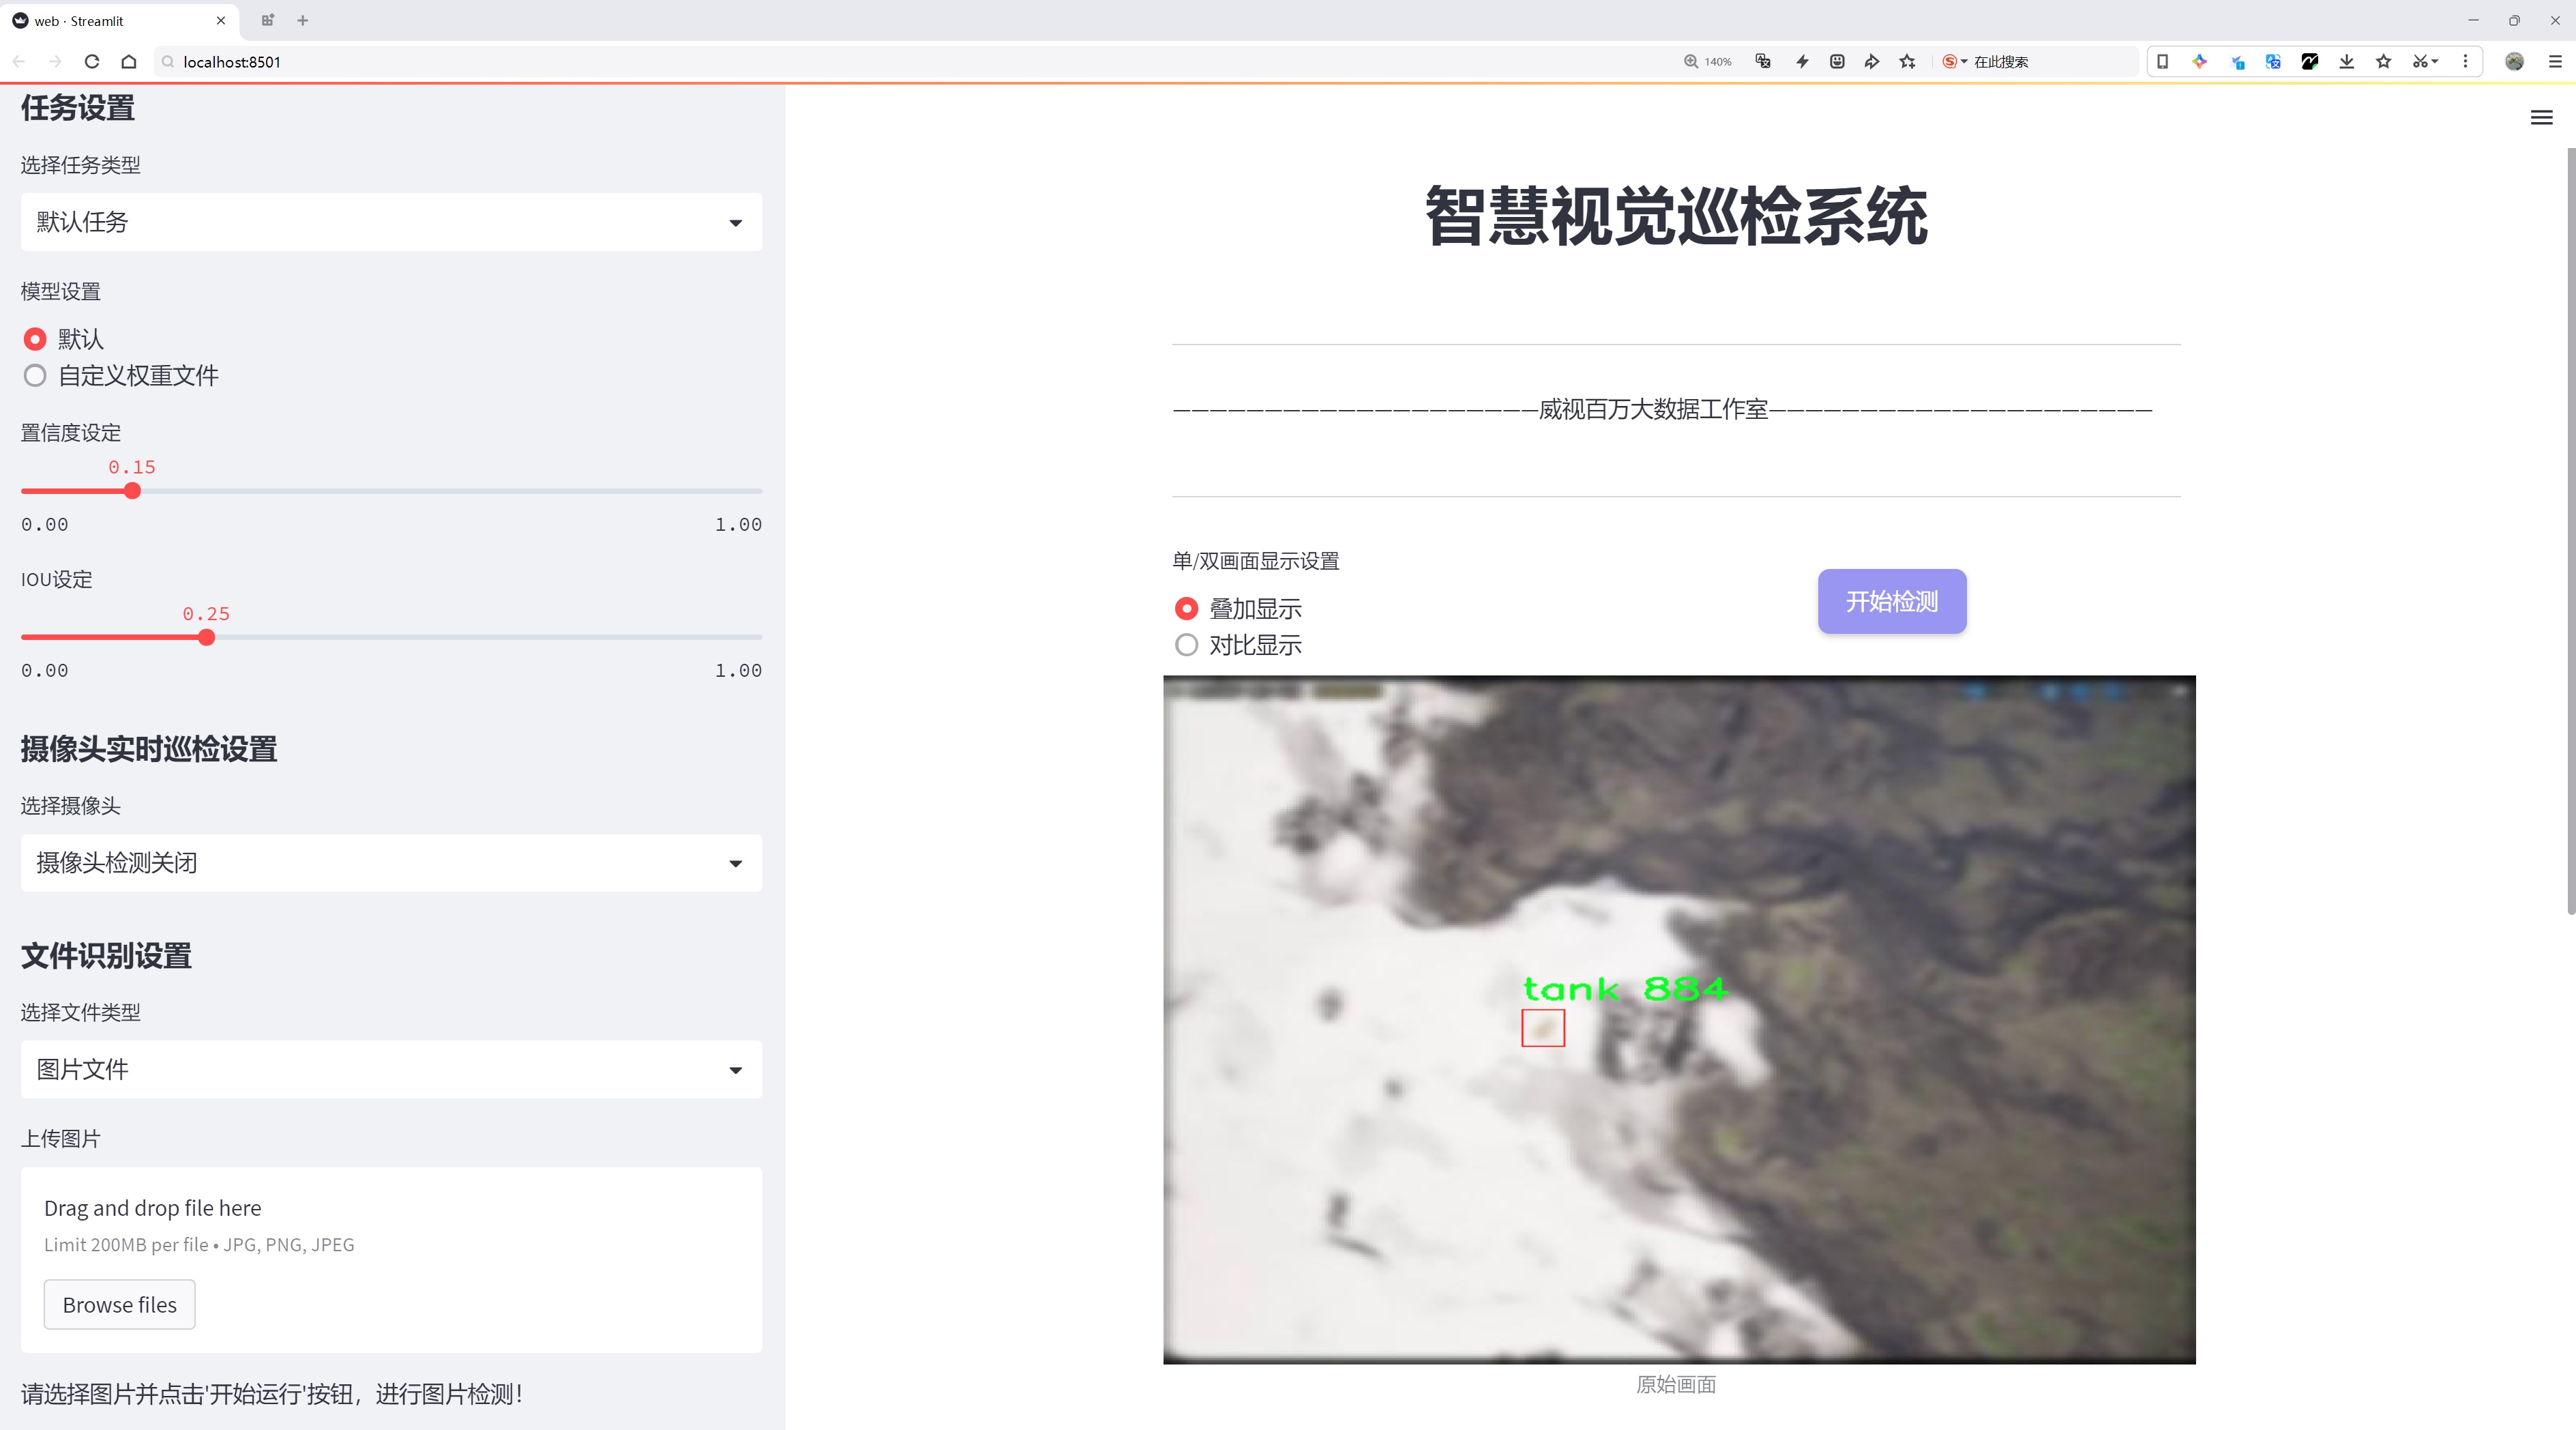 web · Streamlit
localhost:8501
140%
在此搜索
任务设置
选择任务类型
默认任务
模型设置
默认
自定义权重文件
置信度设定
0.15
0.00 1.00
IOU设定
0.25
0.00 1.00
摄像头实时巡检设置
选择摄像头
摄像头检测关闭
文件识别设置
选择文件类型
图片文件
上传图片
Drag and drop file here
Limit 200MB per file • JPG, PNG, JPEG
Browse files
请选择图片并点击'开始运行'按钮，进行图片检测！
智慧视觉巡检系统
————————————————————威视百万大数据工作室—————————————————————
单/双画面显示设置
叠加显示
对比显示
开始检测
tank 884
原始画面